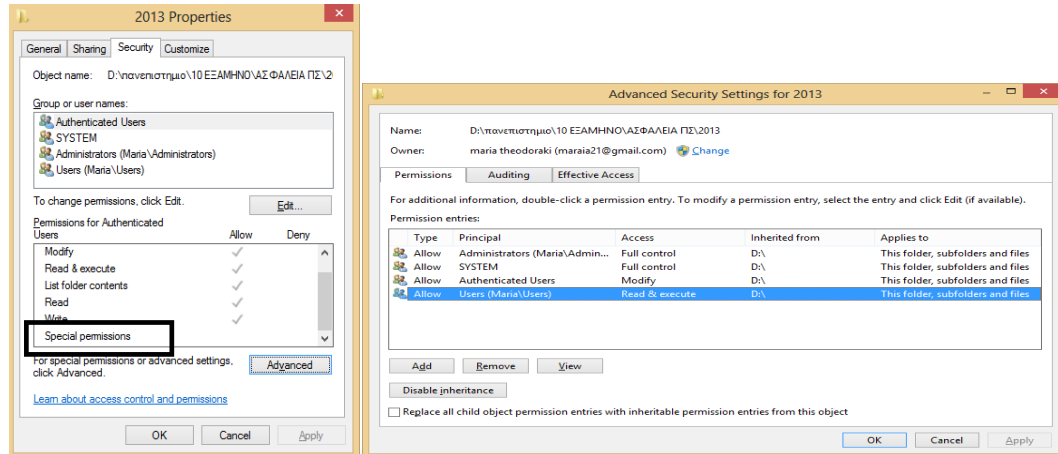 2013 Properties
General Sharing Security Customize
Object name: D:\πανεπιστημιο\10 ΕΞΑΜΗΝΟ\ΑΣΦΑΛΕΙΑ ΠΣ\2
Group or user names:
Authenticated Users
SYSTEM
Administrators (Maria\Administrators)
Users (Maria\Users)
To change permissions, click Edit.
Edit...
Permissions for Authenticated
Users Allow Deny
Modify
Read & execute
List folder contents
Read
Write
Special permissions
For special permissions or advanced settings,
click Advanced.
Advanced
Learn about access control and permissions
OK Cancel Apply
Advanced Security Settings for 2013
Name: D:\πανεπιστημιο\10 ΕΞΑΜΗΝΟ\ΑΣΦΑΛΕΙΑ ΠΣ\2013
Owner: maria theodoraki (maraia21@gmail.com) Change
Permissions Auditing Effective Access
For additional information, double-click a permission entry. To modify a permission entry, select the entry and click Edit (if available).
Permission entries:
Type Principal Access Inherited from Applies to
Allow Administrators (Maria\Admin... Full control D:\ This folder, subfolders and files
Allow SYSTEM Full control D:\ This folder, subfolders and files
Allow Authenticated Users Modify D:\ This folder, subfolders and files
Allow Users (Maria\Users) Read & execute D:\ This folder, subfolders and files
Add Remove View
Disable inheritance
Replace all child object permission entries with inheritable permission entries from this object
OK Cancel Apply